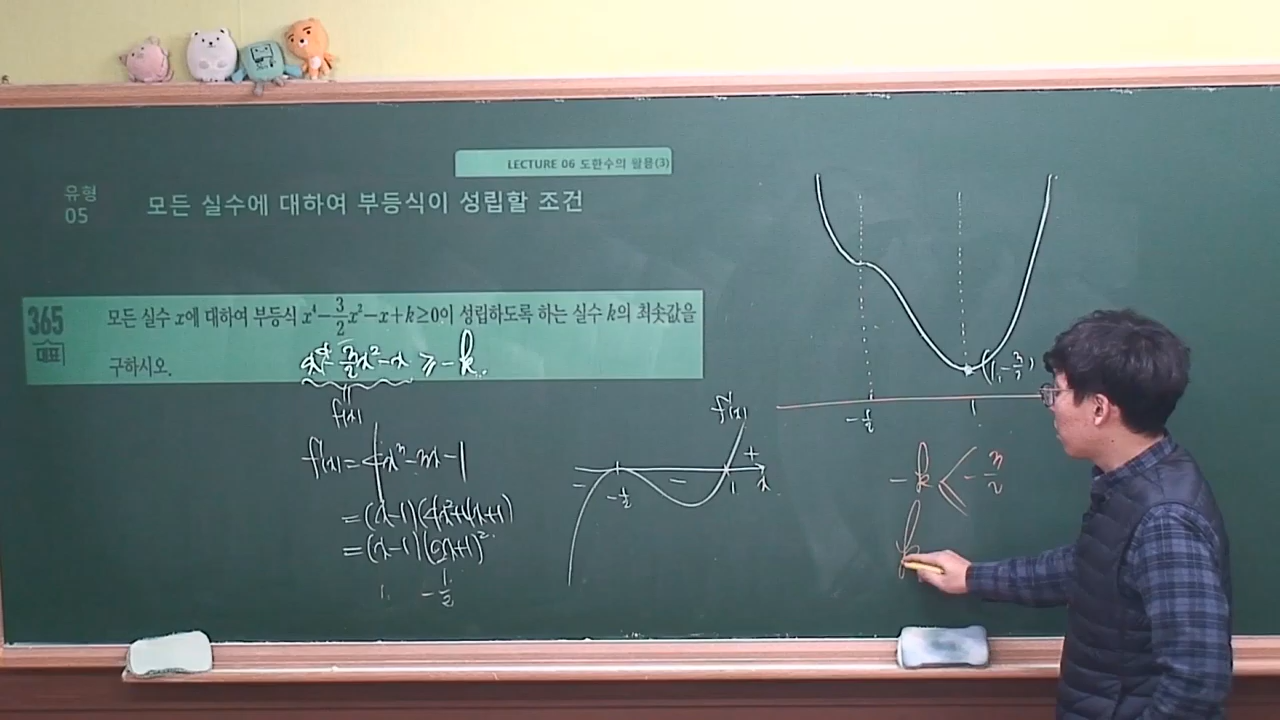 LECTURE 06 도함수의 활용(3)
유형
05
모든 실수에 대하여 부등식이 성립할 조건
365
대표
모든 실수 x에 대하여 부등식 x⁴-3/2x²-x+k≥0이 성립하도록 하는 실수 k의 최솟값을
구하시오.
x⁴-3/2x²-x ≥ -k
f(x)
f'(x)=4x³-3x-1
=(x-1)(4x²+4x+1)
=(x-1)(2x+1)²
1. -1/2
f'(x)
- -1/2 - 1 + x
(1, -3/2)
-1/2 1
-k ≤ -3/2
k